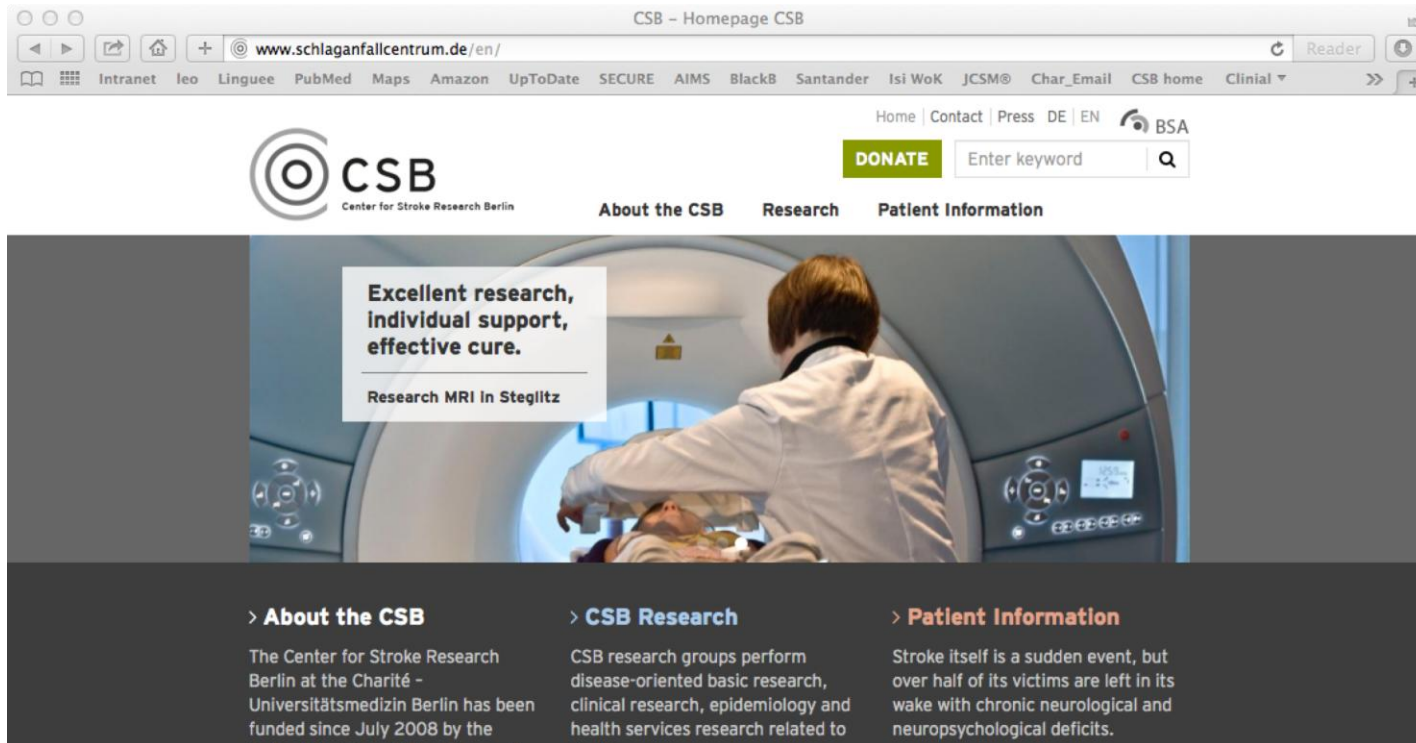 CSB – Homepage CSB
www.schlaganfallcentrum.de/en/
Reader
Intranet leo Linguee PubMed Maps Amazon UpToDate SECURE AIMS BlackB Santander Isi WoK JCSM® Char_Email CSB home Clinial
Home | Contact | Press DE | EN
BSA
DONATE
Enter keyword
CSB
Center for Stroke Research Berlin
About the CSB Research Patient Information
Excellent research,
individual support,
effective cure.
Research MRI in Steglitz
> About the CSB
The Center for Stroke Research
Berlin at the Charité –
Universitätsmedizin Berlin has been
funded since July 2008 by the
> CSB Research
CSB research groups perform
disease-oriented basic research,
clinical research, epidemiology and
health services research related to
> Patient Information
Stroke itself is a sudden event, but
over half of its victims are left in its
wake with chronic neurological and
neuropsychological deficits.